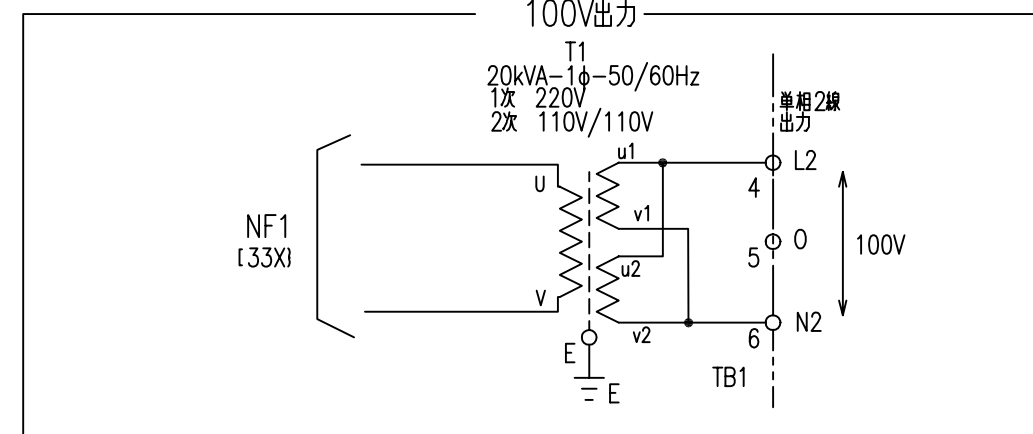 100V出力
T1
20kVA-1φ-50/60Hz
1次 220V
2次 110V/110V
単相2線
出力
u1
L2
U
4
v1
NF1
[33X}
5
O
100V
u2
V
v2
6
N2
E
TB1
E